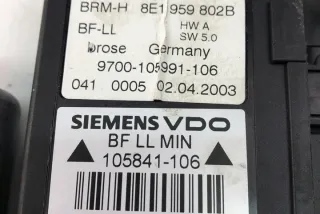 BRM-H 8E1 959 802B
BF-LL HW A
SW 5.0
brose Germany
9700-105991-106
041 0005 02.04.2003
SIEMENS VDO
BF LL MIN
105841-106